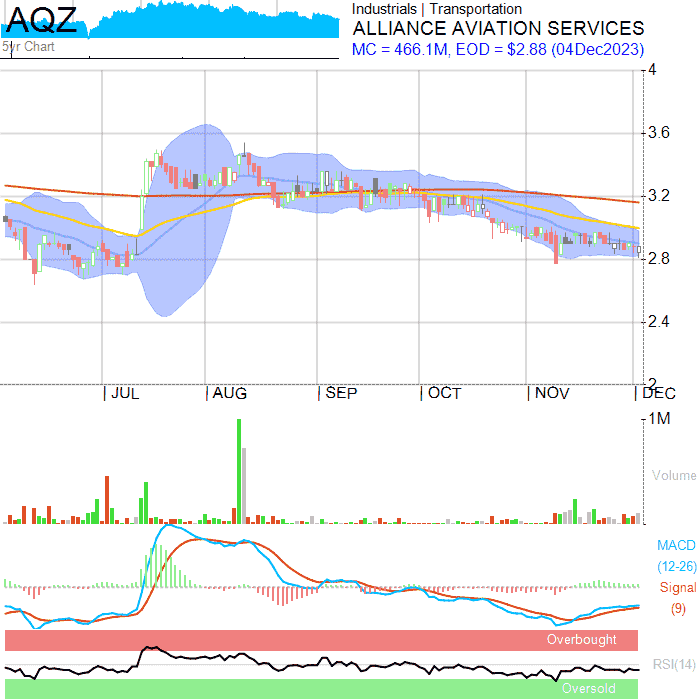 AQZ
5yr Chart
Industrials | Transportation
ALLIANCE AVIATION SERVICES
MC = 466.1M, EOD = $2.88 (04Dec2023)
4
3.6
3.2
2.8
2.4
2
JUL AUG SEP OCT NOV DEC
1M
Volume
MACD
(12-26)
Signal
(9)
Overbought
RSI(14)
Oversold